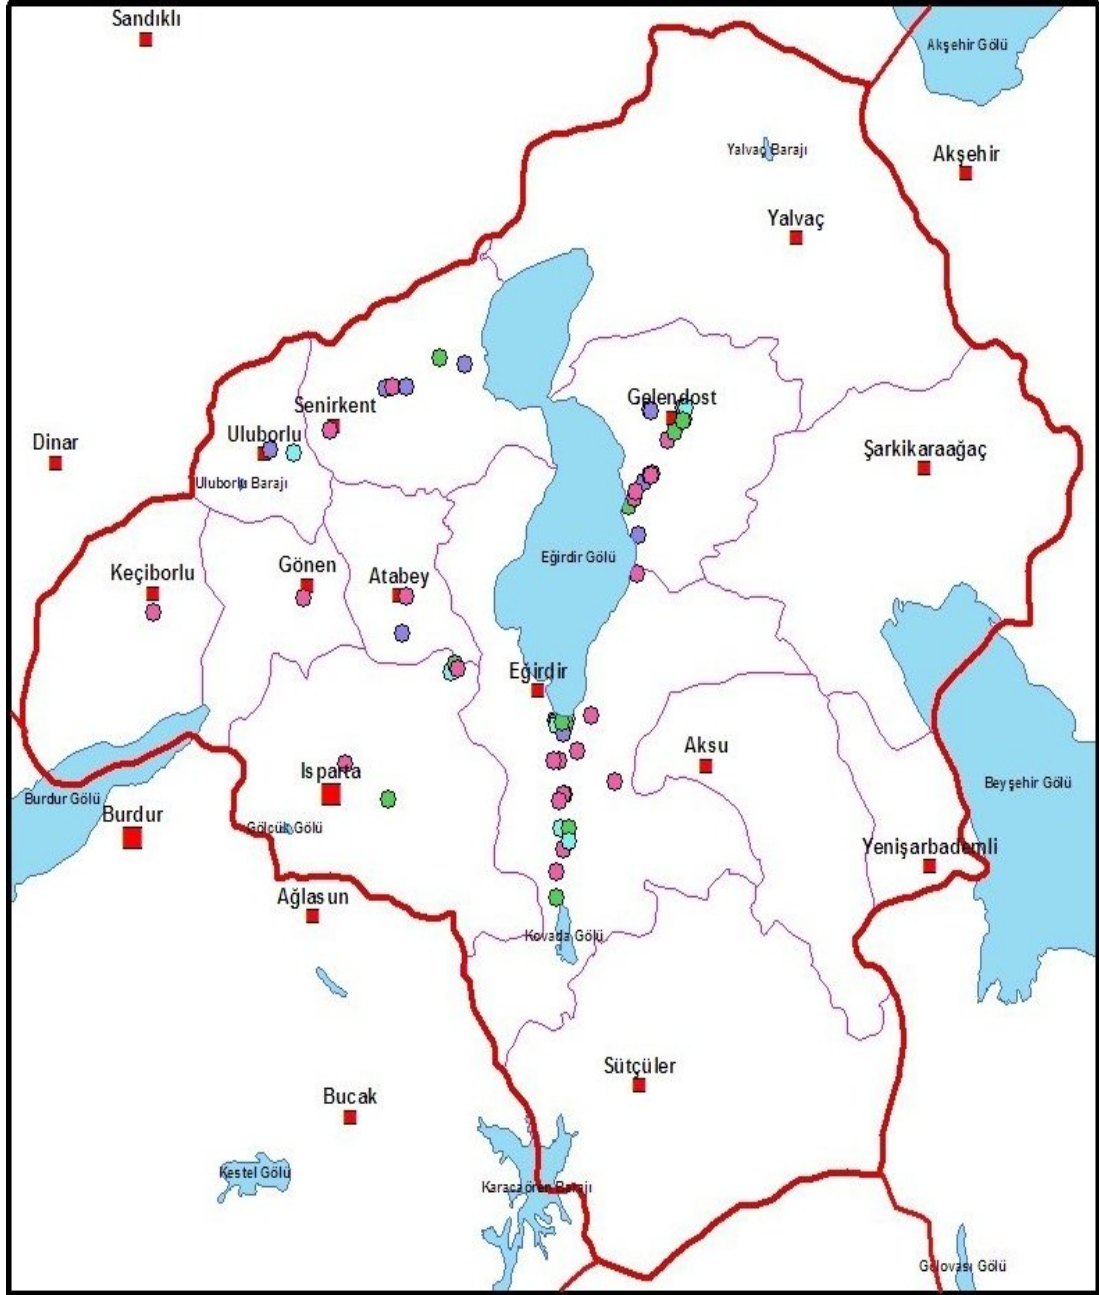 Sandıklı
Akşehir Gölü
Yalvaç Barajı
Akşehir
Yalvaç
Gelendost
Senirkent
Uluborlu
Dinar
Şarkikaraağaç
Uluborlu Barajı
Eğirdir Gölü
Gönen
Keçiborlu
Atabey
Eğirdir
Aksu
Isparta
Beyşehir Gölü
Burdur Gölü
Burdur
Gölcük Gölü
Yenişarbademli
Ağlasun
Kovada Gölü
Sütçüler
Bucak
Kestel Gölü
Karacaören Barajı
Gölovası Gölü